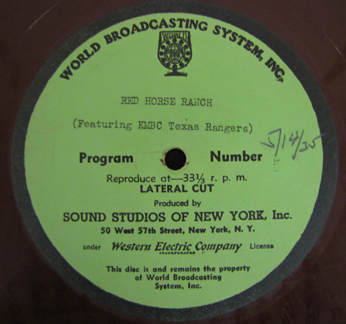 WORLD BROADCASTING SYSTEM, INC.
RED HORSE RANCH
(Featuring KMBC Texas Rangers)
5/14/35
Program Number
Reproduce at—33⅓ r. p. m.
LATERAL CUT
Produced by
SOUND STUDIOS OF NEW YORK, Inc.
50 West 57th Street, New York, N. Y.
under Western Electric Company License
INCORPORATED
This disc is and remains the property
of World Broadcasting
System, Inc.